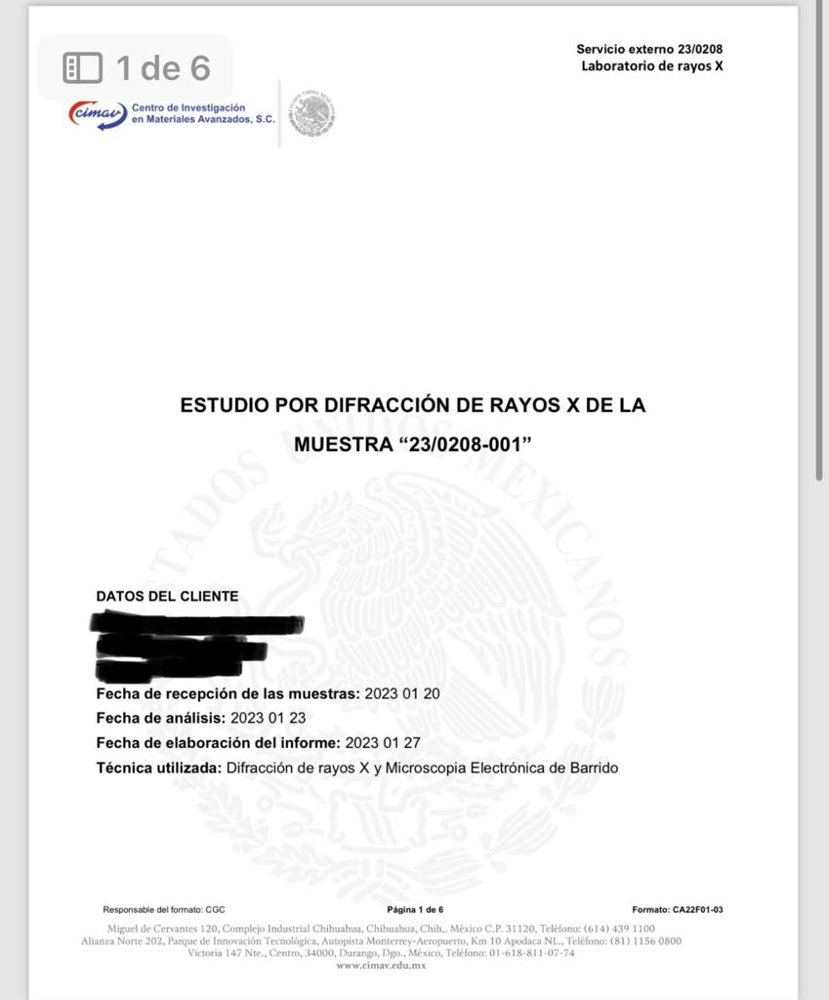 1 de 6
Servicio externo 23/0208
Laboratorio de rayos X
cimav
Centro de Investigación
en Materiales Avanzados, S.C.
ESTUDIO POR DIFRACCIÓN DE RAYOS X DE LA
MUESTRA “23/0208-001”
ESTADOS UNIDOS MEXICANOS
DATOS DEL CLIENTE
Fecha de recepción de las muestras: 2023 01 20
Fecha de análisis: 2023 01 23
Fecha de elaboración del informe: 2023 01 27
Técnica utilizada: Difracción de rayos X y Microscopia Electrónica de Barrido
Responsable del formato: CGC
Página 1 de 6
Formato: CA22F01-03
Miguel de Cervantes 120, Complejo Industrial Chihuahua, Chihuahua, Chih,. México C.P. 31120, Teléfono: (614) 439 1100
Alianza Norte 202, Parque de Innovación Tecnológica, Autopista Monterrey-Aeropuerto, Km 10 Apodaca NL., Teléfono: (81) 1156 0800
Victoria 147 Nte., Centro, 34000, Durango, Dgo., México, Teléfono: 01-618-811-07-74
www.cimav.edu.mx